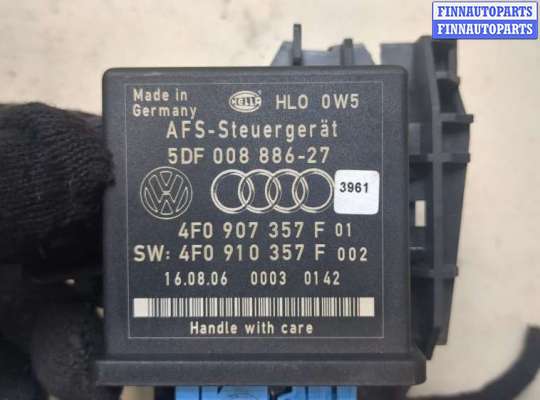 FINNAUTOPARTS
FINNAUTOPARTS
Made in
Germany
HELLA
HLO 0W5
AFS-Steuergerät
5DF 008 886-27
3961
4F0 907 357 F 01
SW: 4F0 910 357 F 002
16.08.06 0003 0142
Handle with care